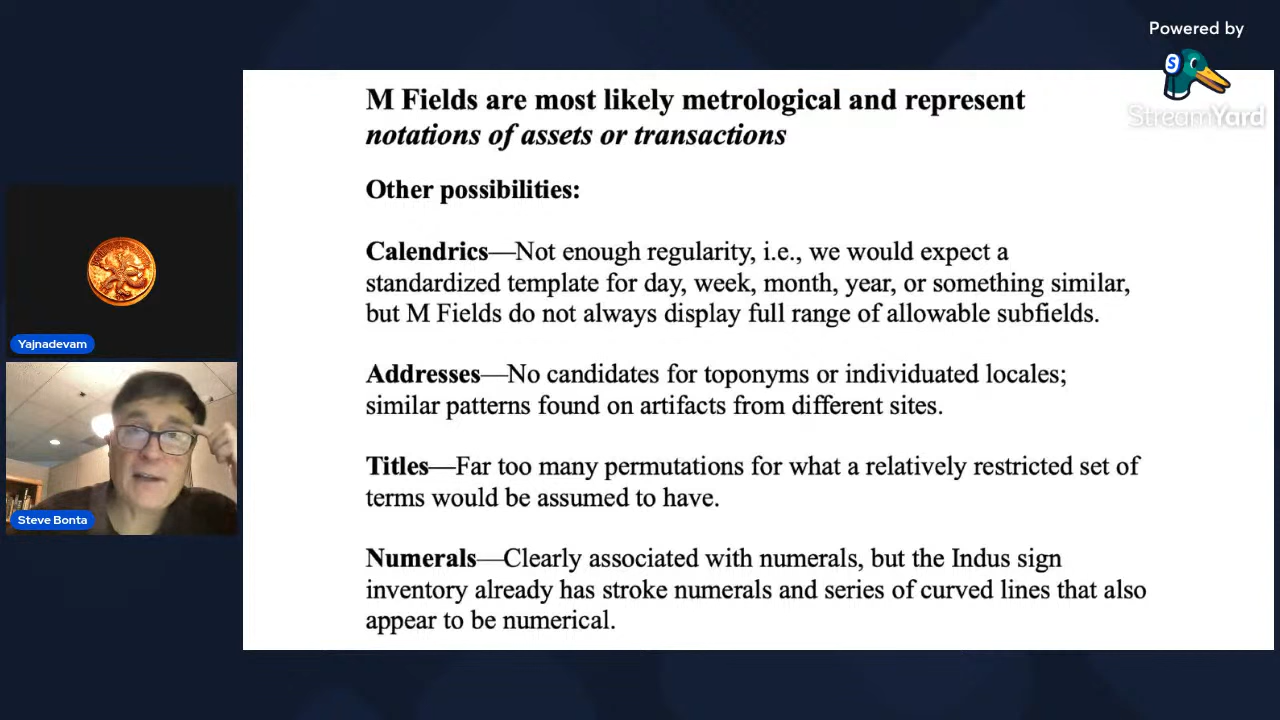 Powered by
S
StreamYard
M Fields are most likely metrological and represent
notations of assets or transactions
Other possibilities:
Calendrics—Not enough regularity, i.e., we would expect a
standardized template for day, week, month, year, or something similar,
but M Fields do not always display full range of allowable subfields.
Addresses—No candidates for toponyms or individuated locales;
similar patterns found on artifacts from different sites.
Titles—Far too many permutations for what a relatively restricted set of
terms would be assumed to have.
Numerals—Clearly associated with numerals, but the Indus sign
inventory already has stroke numerals and series of curved lines that also
appear to be numerical.
Yajnadevam
Steve Bonta